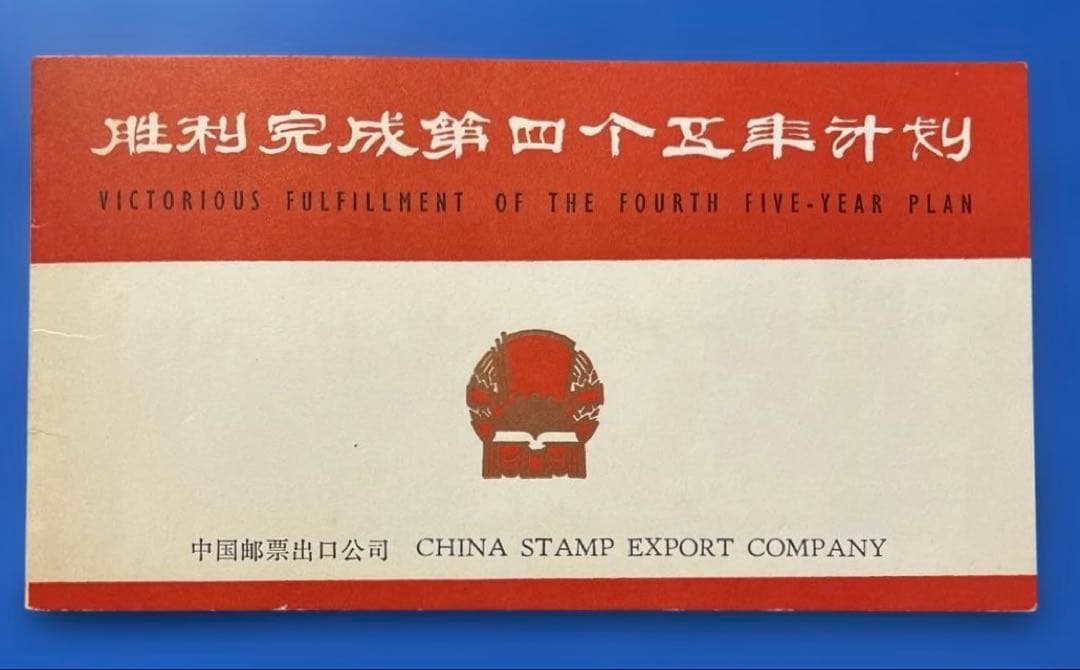 胜利完成第四个五年计划
VICTORIOUS FULFILLMENT OF THE FOURTH FIVE-YEAR PLAN
中国邮票出口公司 CHINA STAMP EXPORT COMPANY